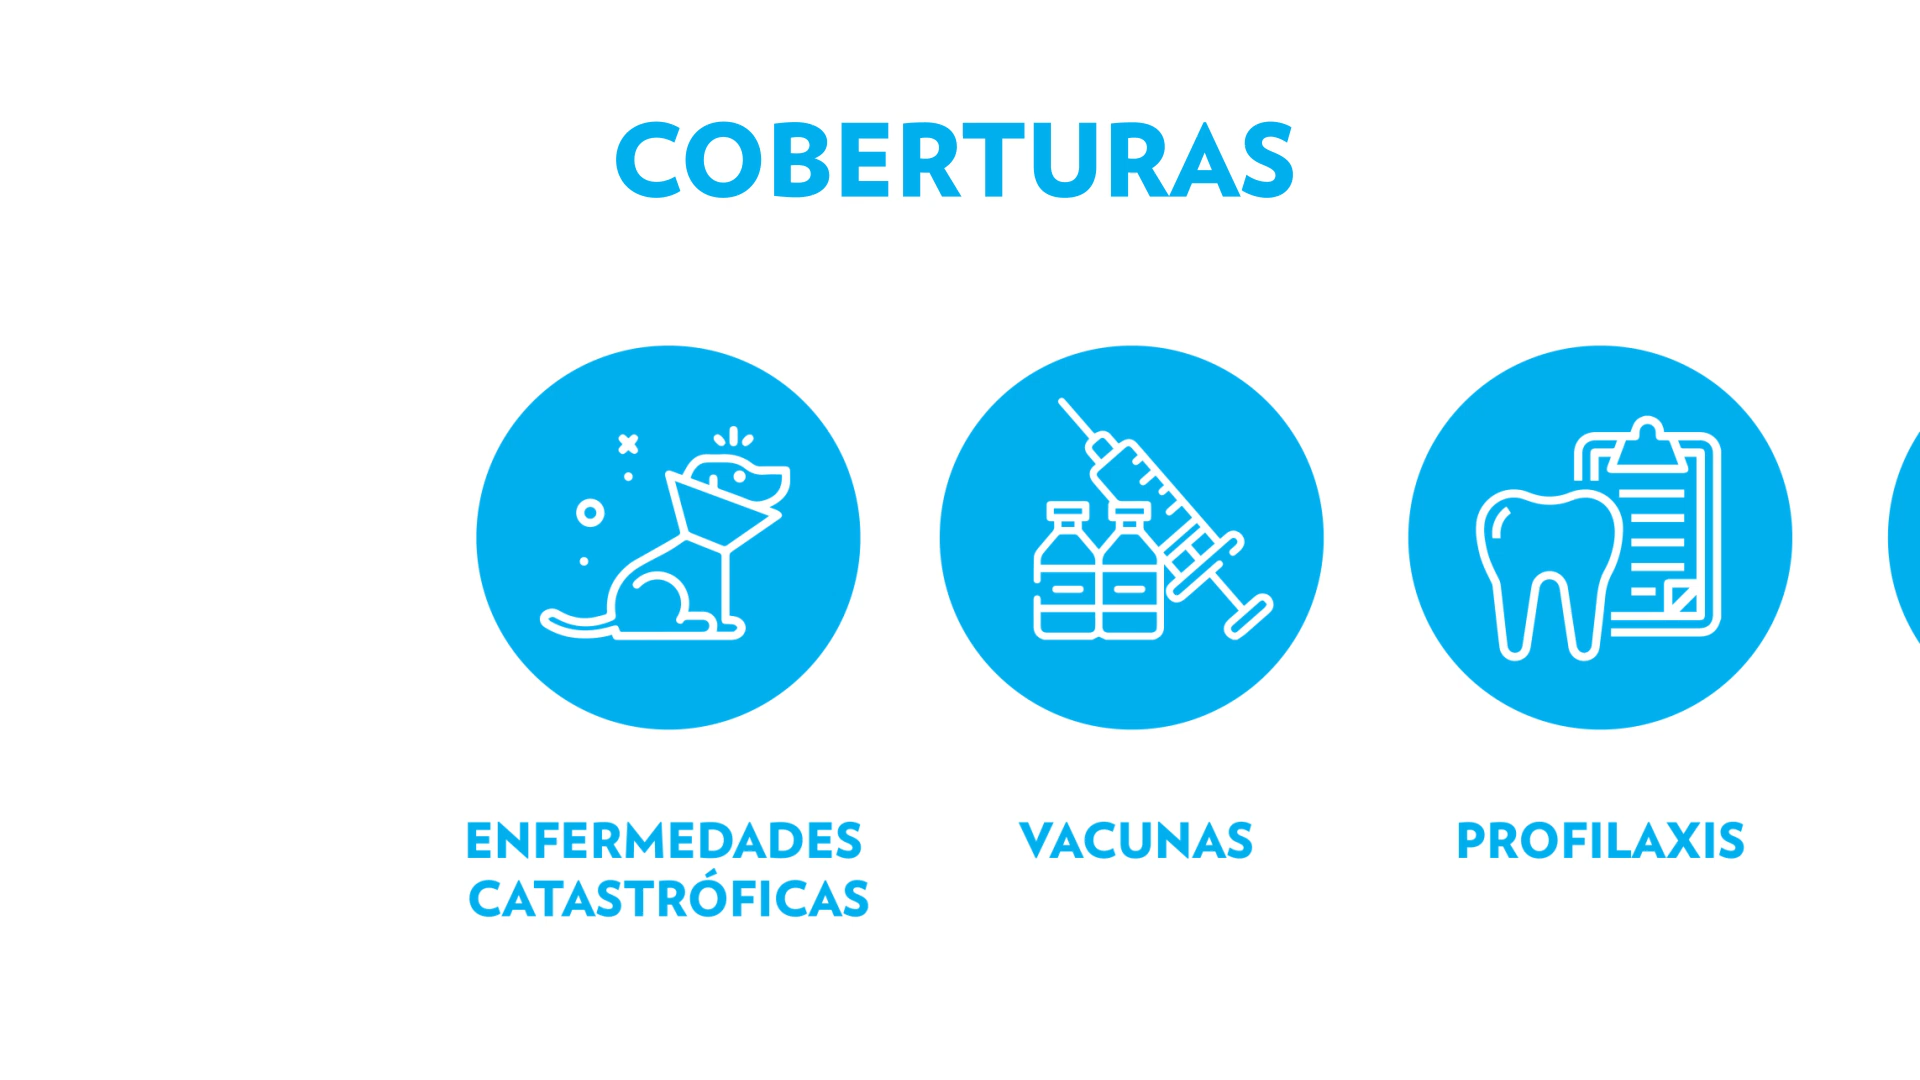 COBERTURAS
ENFERMEDADES
CATASTRÓFICAS
VACUNAS
PROFILAXIS